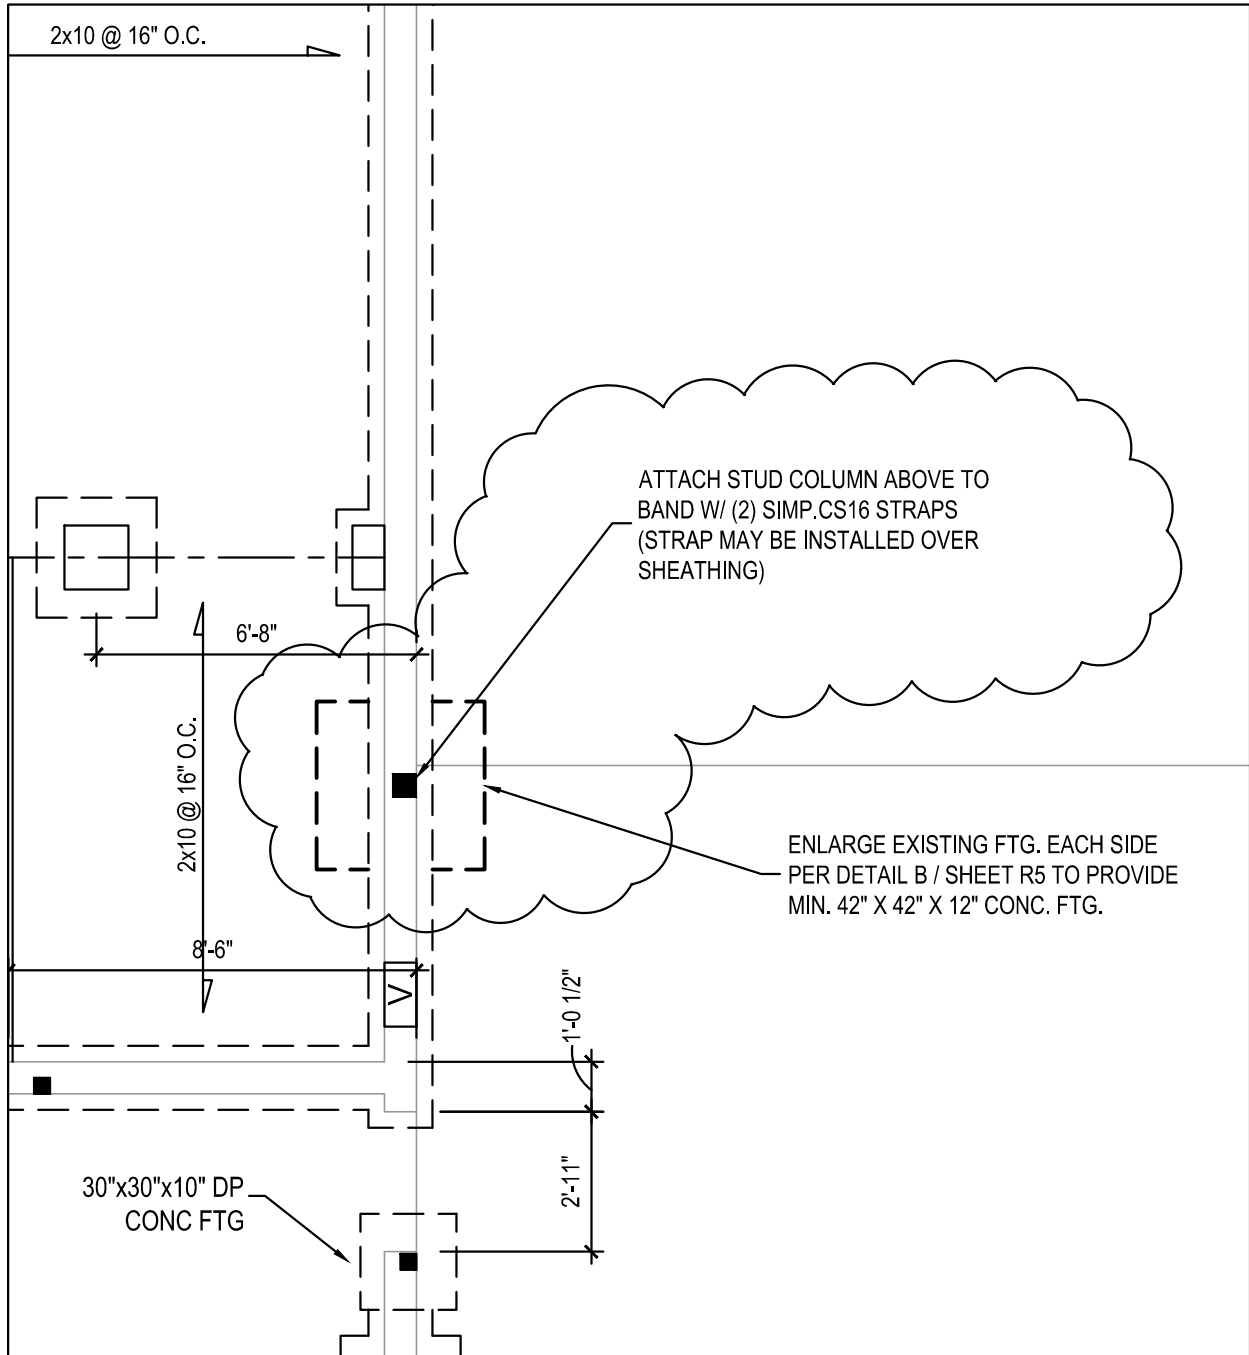 2x10 @ 16" O.C.
ATTACH STUD COLUMN ABOVE TO
BAND W/ (2) SIMP.CS16 STRAPS
(STRAP MAY BE INSTALLED OVER
SHEATHING)
6'-8"
2x10 @ 16" O.C.
ENLARGE EXISTING FTG. EACH SIDE
PER DETAIL B / SHEET R5 TO PROVIDE
MIN. 42" X 42" X 12" CONC. FTG.
8'-6"
V
1'-0 1/2"
2'-11"
30"x30"x10" DP
CONC FTG